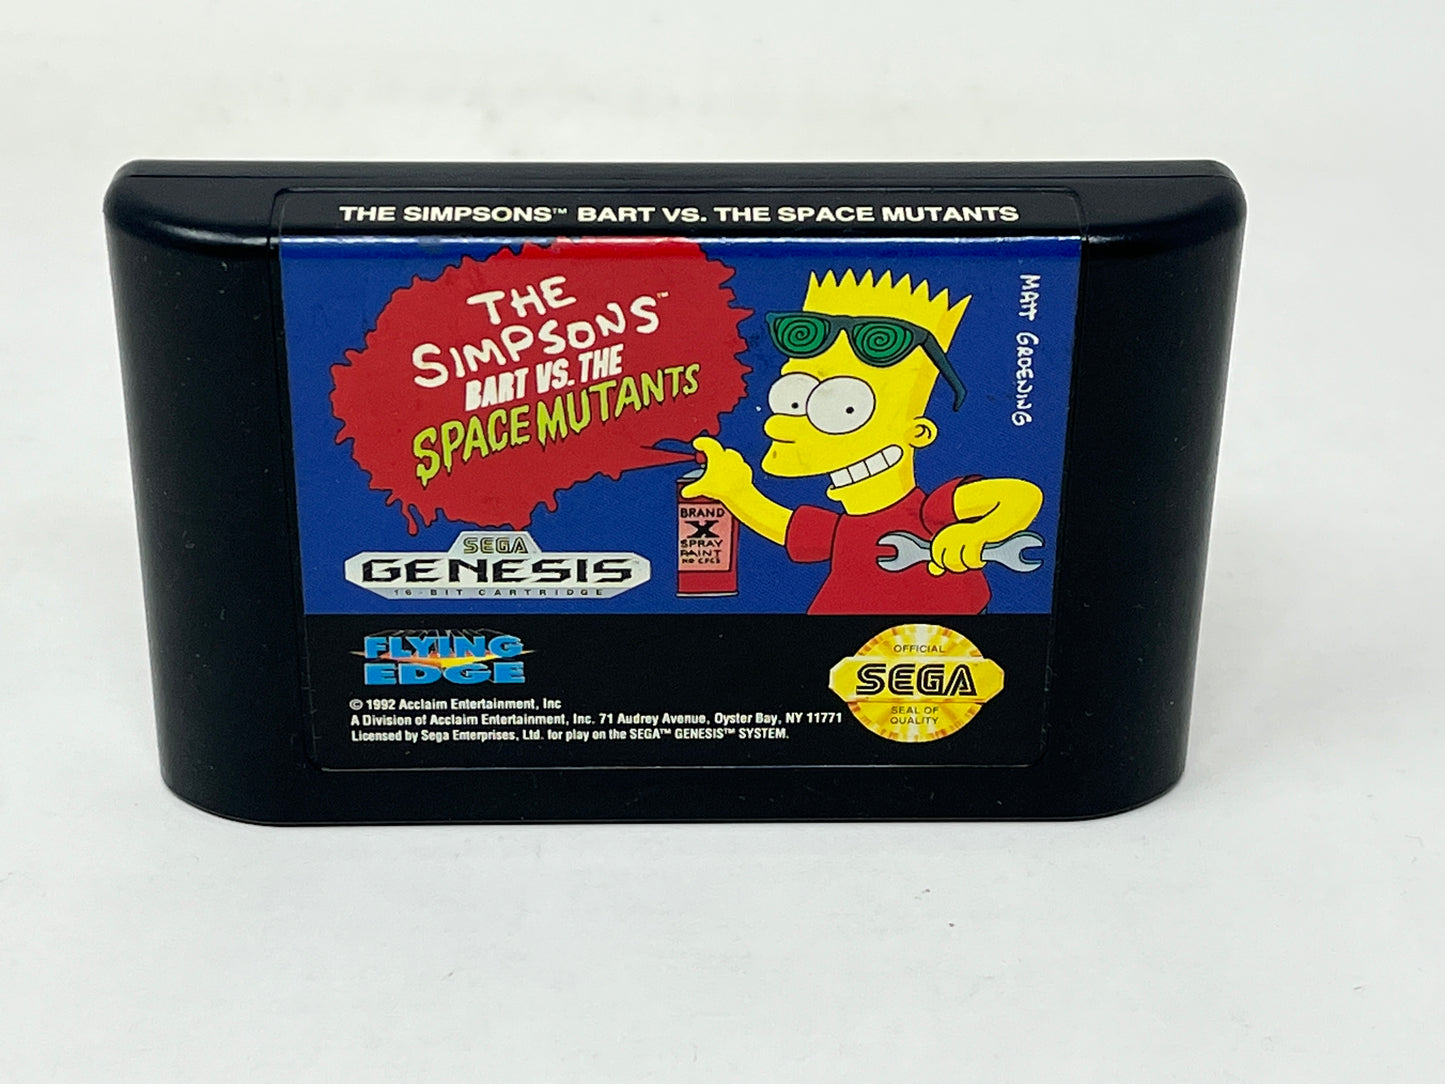 THE SIMPSONS™ BART VS. THE SPACE MUTANTS
THE
SIMPSONS™
BART VS. THE
SPACE MUTANTS
MATT GROENING
BRAND
X
SPRAY
PAINT
NO CFC'S
SEGA
GENESIS
16-BIT CARTRIDGE
FLYING
EDGE
© 1992 Acclaim Entertainment, Inc
A Division of Acclaim Entertainment, Inc. 71 Audrey Avenue, Oyster Bay, NY 11771
Licensed by Sega Enterprises, Ltd. for play on the SEGA™ GENESIS™ SYSTEM.
OFFICIAL
SEGA
SEAL OF
QUALITY